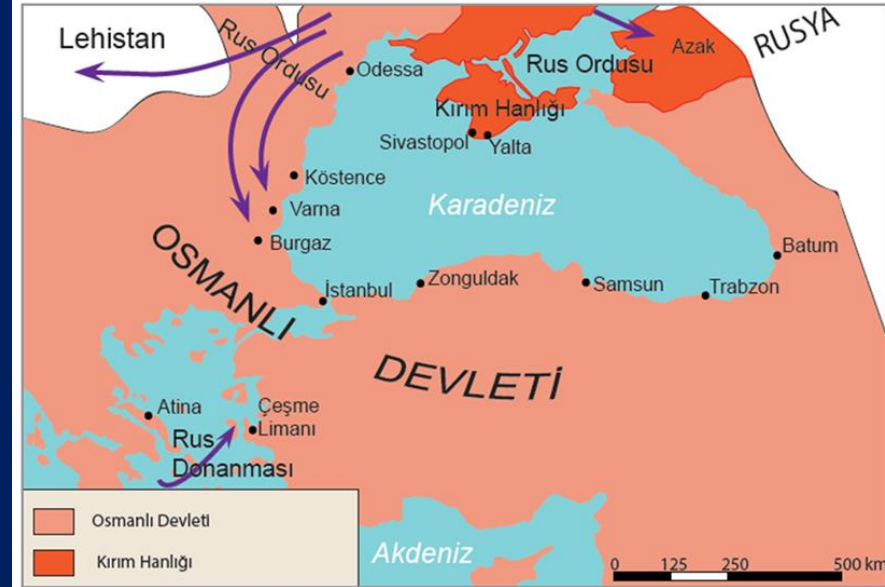 Lehistan
Rus Ordusu
Odessa
Rus Ordusu
Azak
RUSYA
Kırım Hanlığı
Sivastopol
Yalta
Köstence
Karadeniz
Varna
Burgaz
Batum
OSMANLI
İstanbul
Zonguldak
Samsun
Trabzon
DEVLETİ
Atina
Çeşme
Limanı
Rus
Donanması
Osmanlı Devleti
Kırım Hanlığı
Akdeniz
0 125 250 500 km